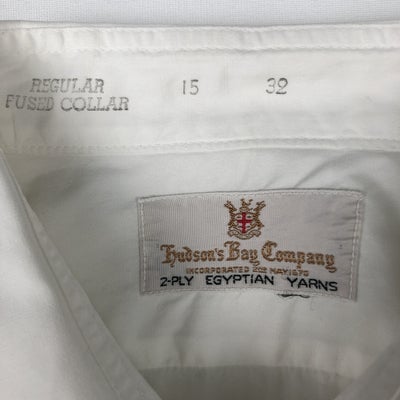 REGULAR 15 32
FUSED COLLAR
Hudson's Bay Company
INCORPORATED 2ND MAY 1670
2-PLY EGYPTIAN YARNS